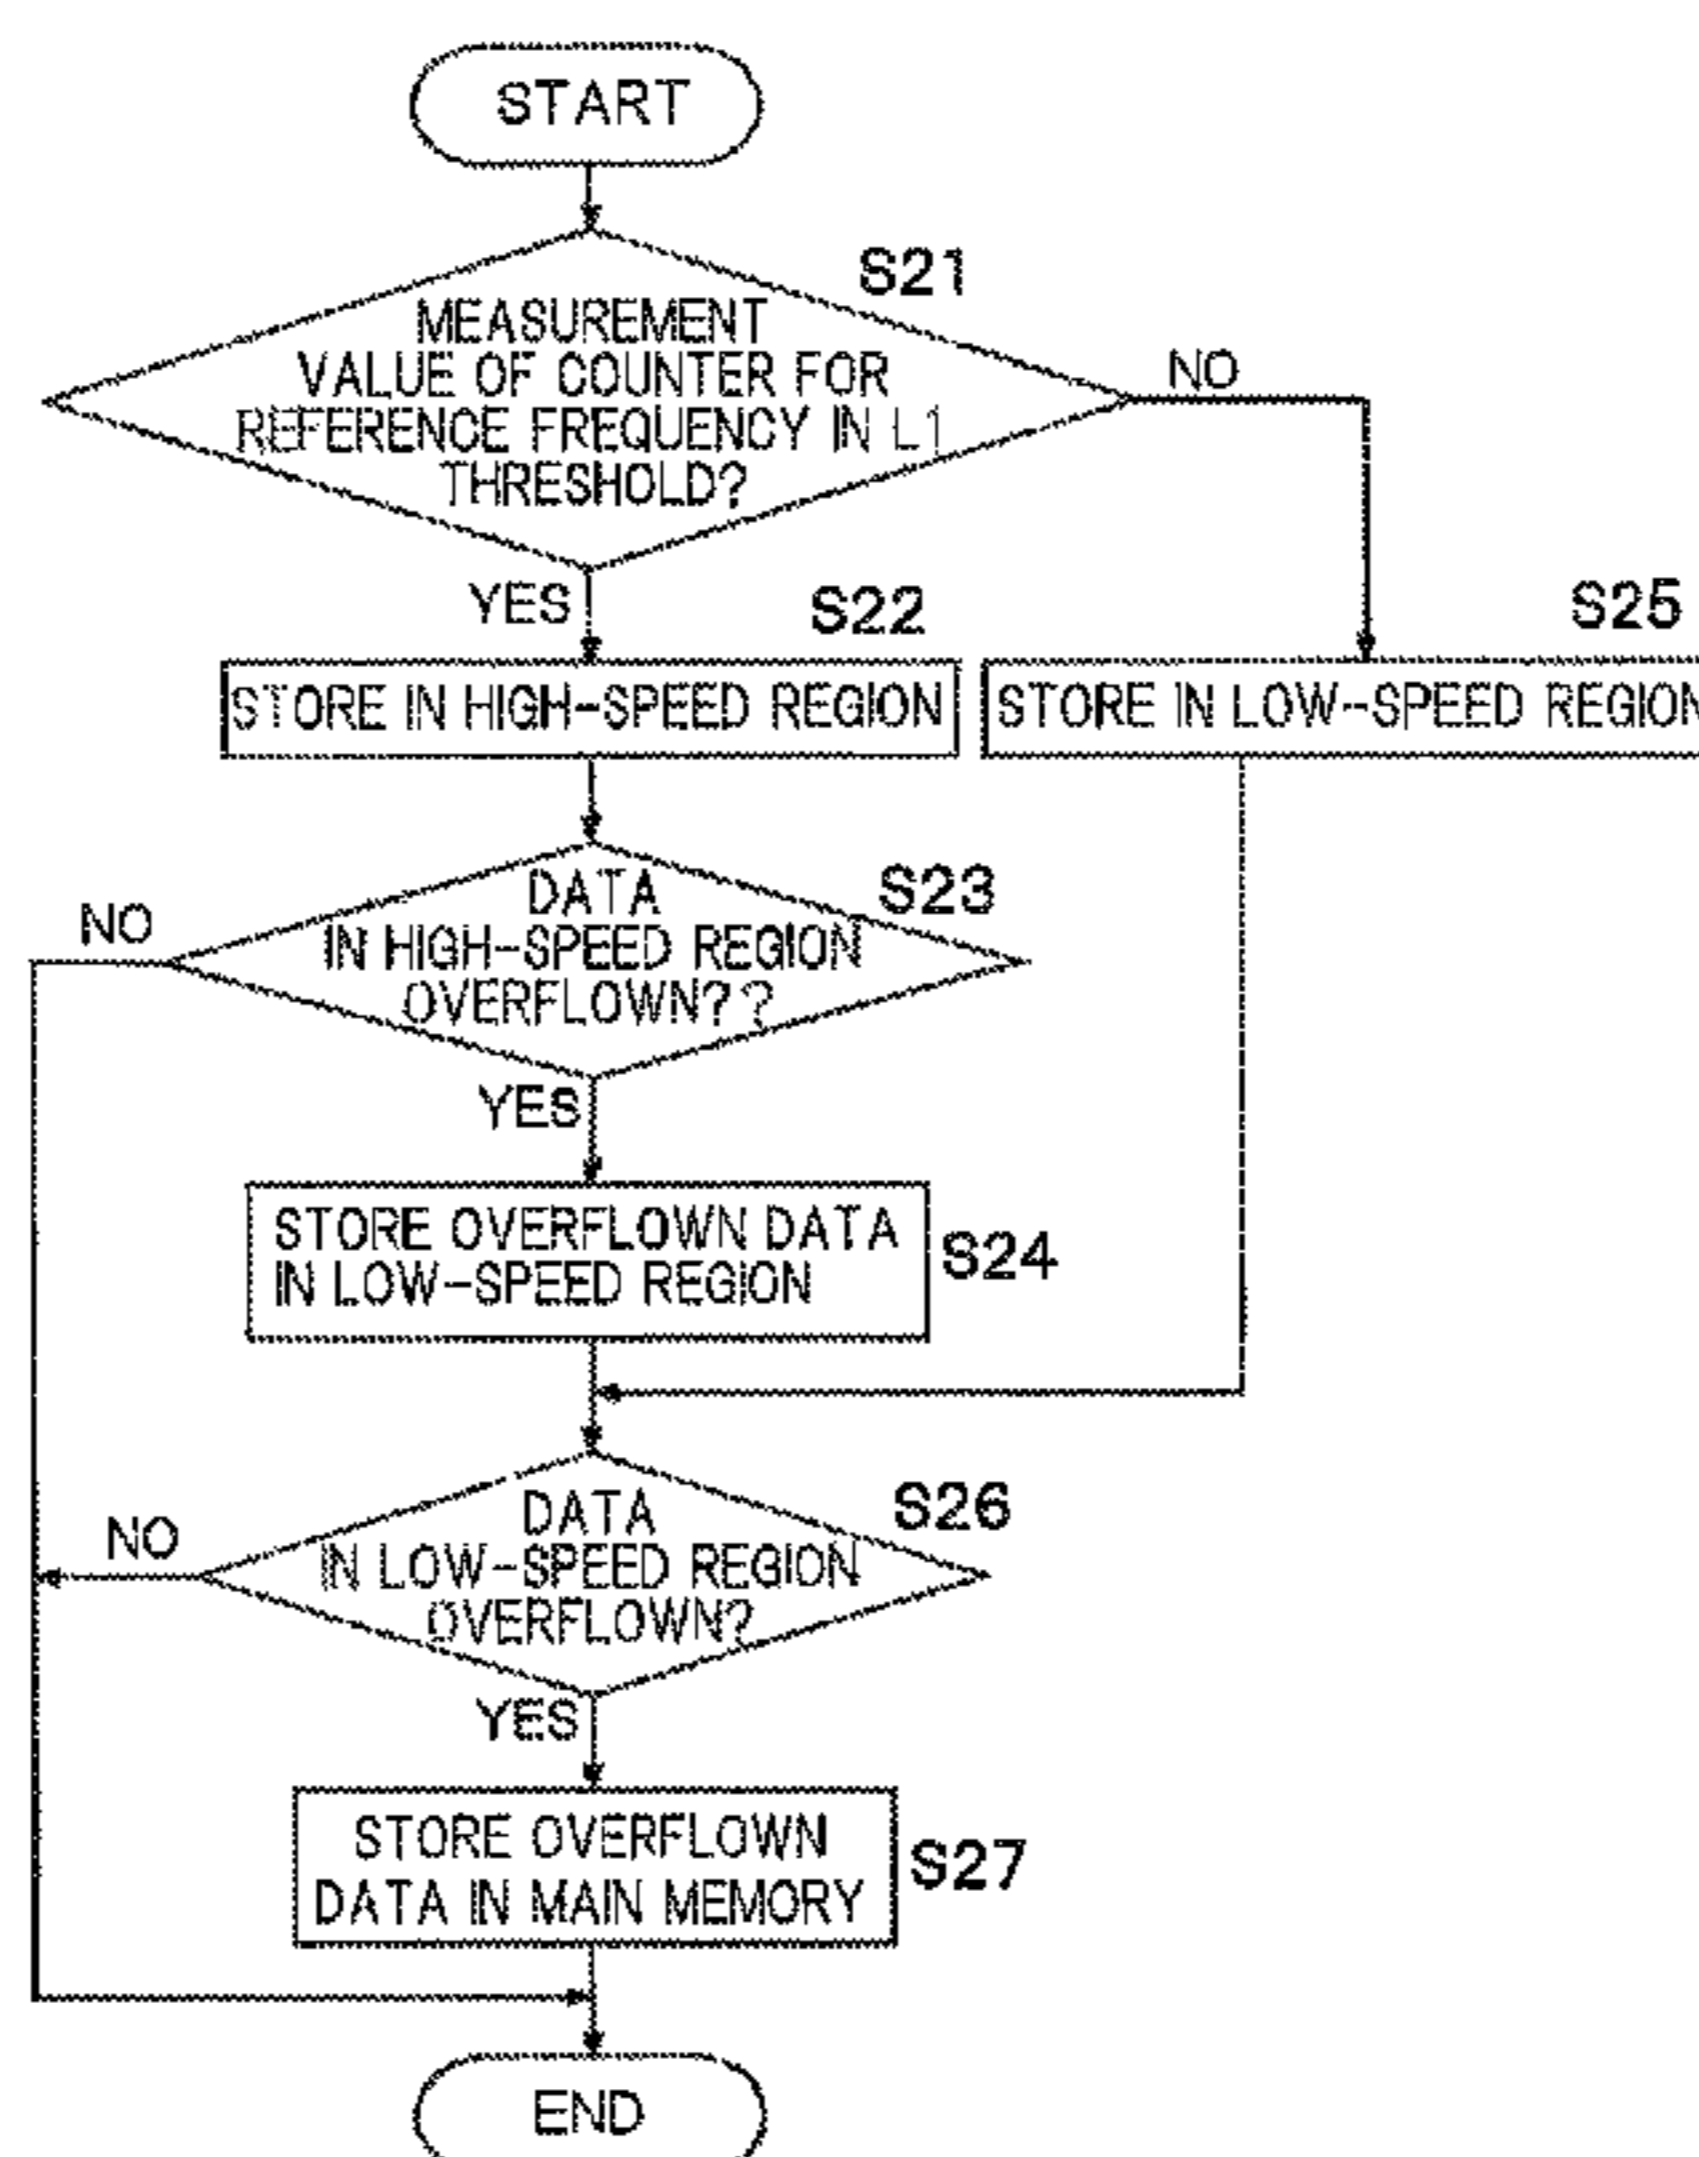 START
S21
MEASUREMENT
VALUE OF COUNTER FOR
REFERENCE FREQUENCY IN L1
THRESHOLD?
NO
YES
S22
S25
STORE IN HIGH-SPEED REGION
STORE IN LOW-SPEED REGION
S23
DATA
IN HIGH-SPEED REGION
OVERFLOWN??
NO
YES
STORE OVERFLOWN DATA
IN LOW-SPEED REGION
S24
S26
DATA
IN LOW-SPEED REGION
OVERFLOWN?
NO
YES
STORE OVERFLOWN
DATA IN MAIN MEMORY
S27
END